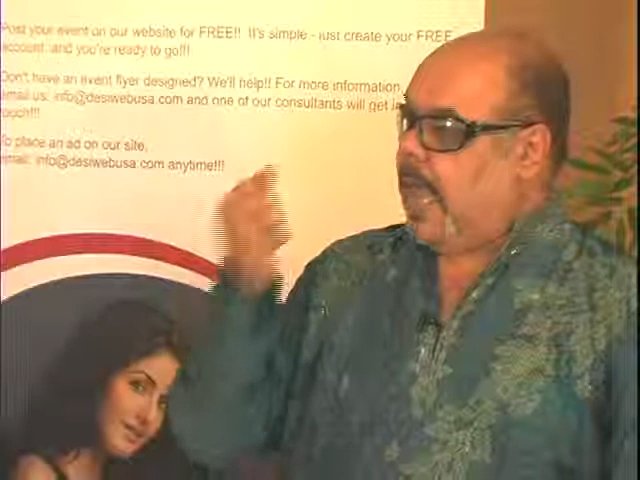 Post your event on our website for FREE!! It's simple - just create your FREE
account, and you're ready to go!!!
Don't have an event flyer designed? We'll help!! For more information,
email us: info@desiwebusa.com and one of our consultants will get in
touch!!!
To place an ad on our site,
email: info@desiwebusa.com anytime!!!